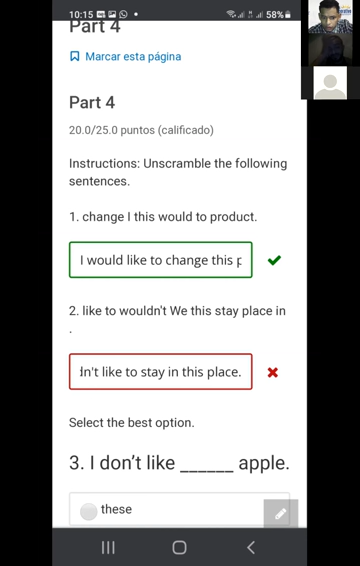 10:15 58%
Part 4
Marcar esta página
Part 4
20.0/25.0 puntos (calificado)
Instructions: Unscramble the following
sentences.
1. change I this would to product.
I would like to change this p
2. like to wouldn't We this stay place in
.
dn't like to stay in this place.
Select the best option.
3. I don’t like ______ apple.
these